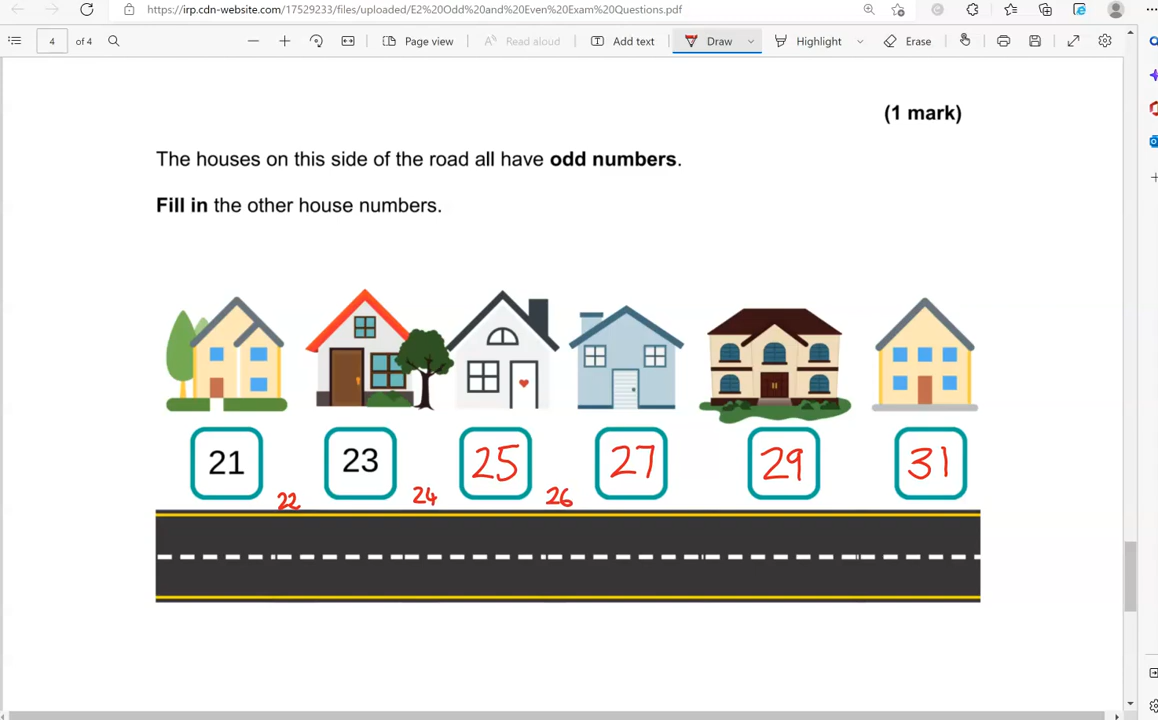 https://irp.cdn-website.com/17529233/files/uploaded/E2%20Odd%20and%20Even%20Exam%20Questions.pdf
4 of 4 Page view Read aloud Add text Draw Highlight Erase
(1 mark)
The houses on this side of the road all have odd numbers.
Fill in the other house numbers.
21 23 25 27 29 31
22 24 26